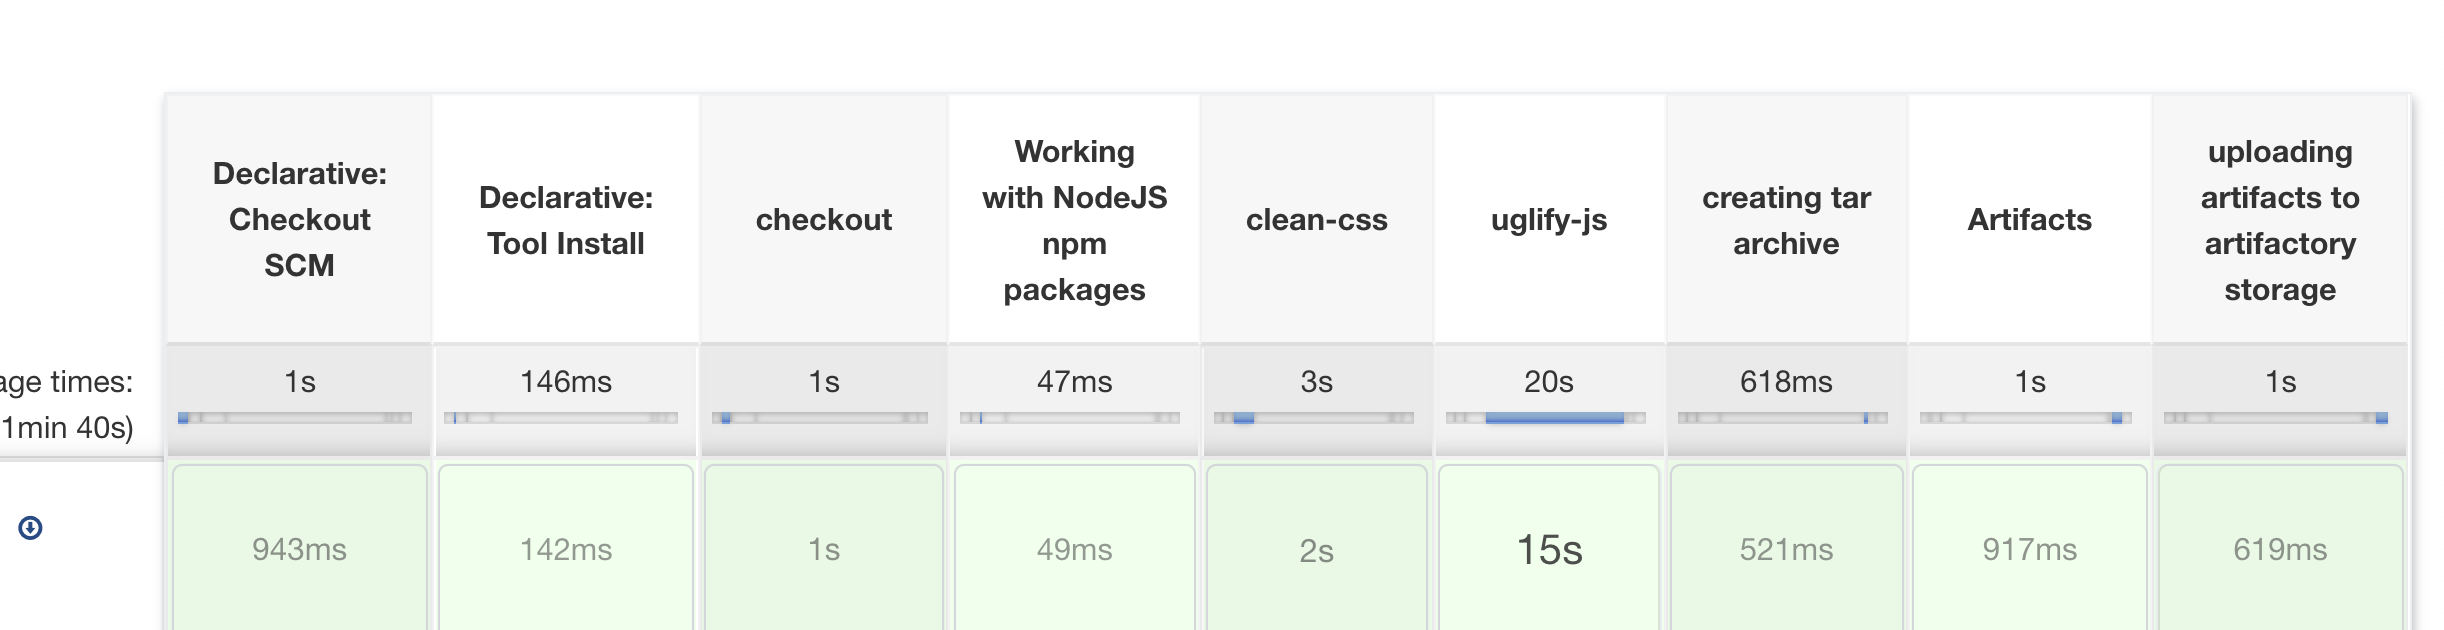 Declarative:
Checkout
SCM
Declarative:
Tool Install
checkout
Working
with NodeJS
npm
packages
clean-css
uglify-js
creating tar
archive
Artifacts
uploading
artifacts to
artifactory
storage
times:
1min 40s)
1s
146ms
1s
47ms
3s
20s
618ms
1s
1s
943ms
142ms
1s
49ms
2s
15s
521ms
917ms
619ms